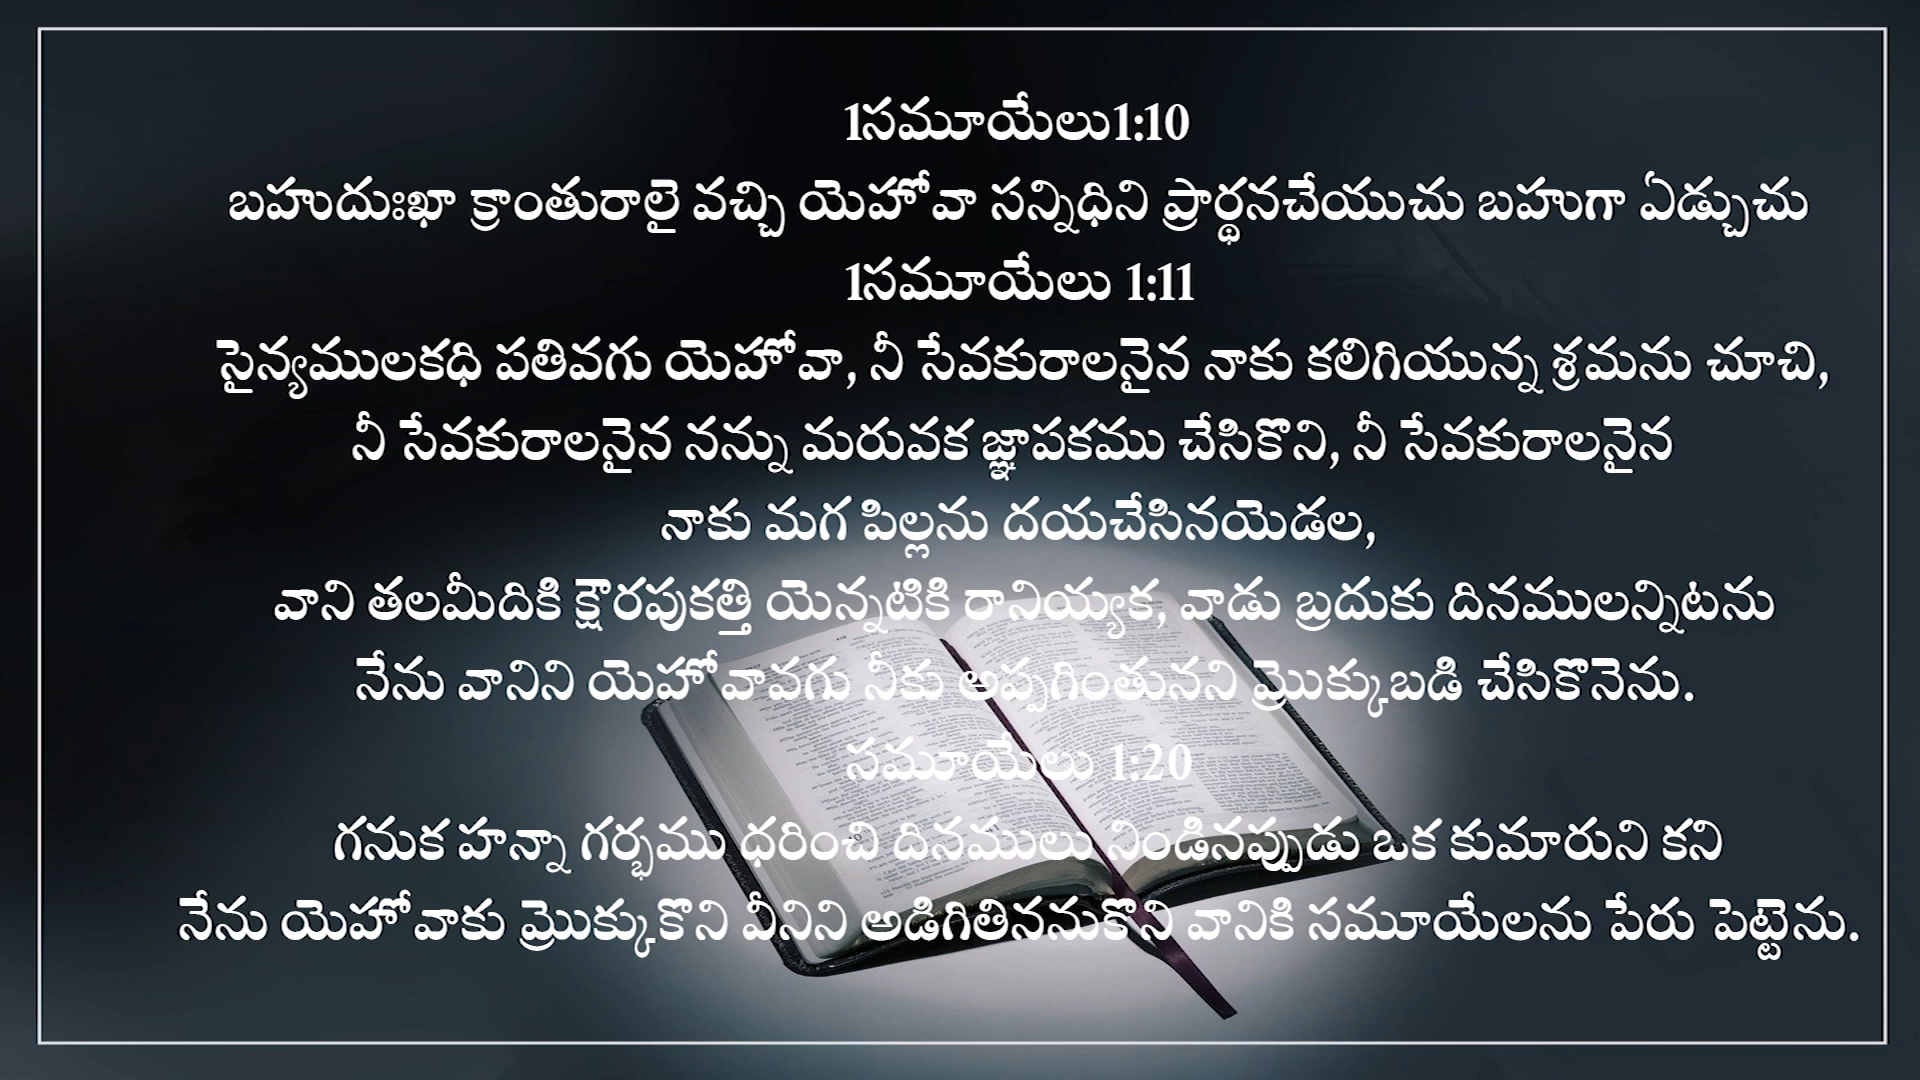 1సమూయేలు1:10
బహుదుఃఖా క్రాంతురాలై వచ్చి యెహోవా సన్నిధిని ప్రార్థనచేయుచు బహుగా ఏడ్చుచు
1సమూయేలు 1:11
సైన్యములకధి పతివగు యెహోవా, నీ సేవకురాలనైన నాకు కలిగియున్న శ్రమను చూచి,
నీ సేవకురాలనైన నన్ను మరువక జ్ఞాపకము చేసికొని, నీ సేవకురాలనైన
నాకు మగ పిల్లను దయచేసినయెడల,
వాని తలమీదికి క్షౌరపుకత్తి యెన్నటికి రానియ్యక, వాడు బ్రదుకు దినములన్నిటను
నేను వానిని యెహోవావగు నీకు అప్పగింతునని మ్రొక్కుబడి చేసికొనెను.
సమూయేలు 1:20
గనుక హన్నా గర్భము ధరించి దినములు నిండినప్పుడు ఒక కుమారుని కని
నేను యెహోవాకు మ్రొక్కుకొని వీనిని అడిగితిననుకొని వానికి సమూయేలను పేరు పెట్టెను.